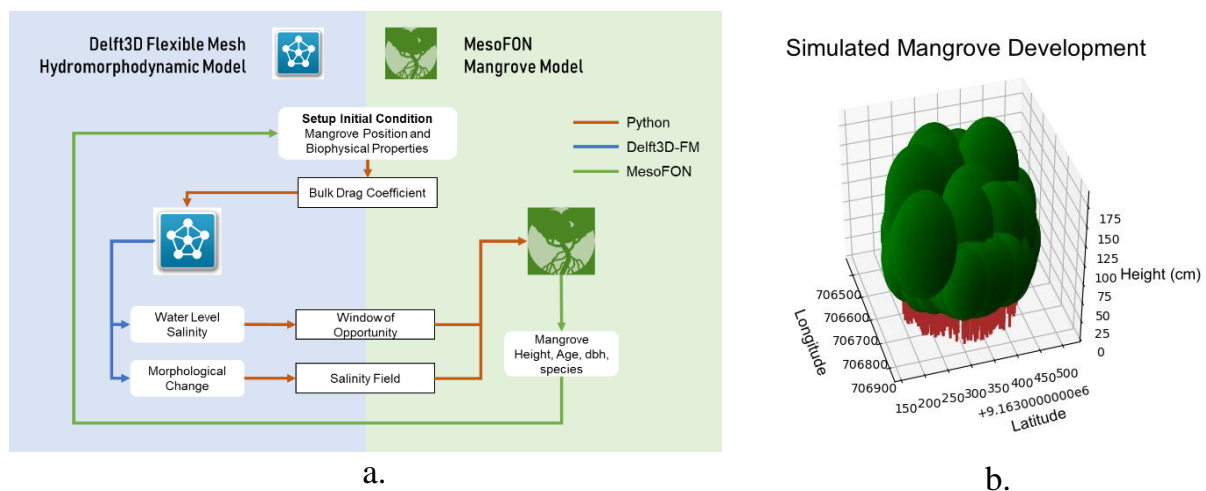 Delft3D Flexible Mesh
Hydromorphodynamic Model
MesoFON
Mangrove Model
Setup Initial Condition
Mangrove Position and
Biophysical Properties
Python
Delft3D-FM
MesoFON
Bulk Drag Coefficient
Water Level
Salinity
Window of
Opportunity
Morphological
Change
Salinity Field
Mangrove
Height, Age, dbh,
species
a.
Simulated Mangrove Development
175
150
125
100
75
50
25
0
Height (cm)
706500
706600
706700
706800
706900
Longitude
150
200
250
300
350
400
450
500
+9.1630000000e6
Latitude
b.